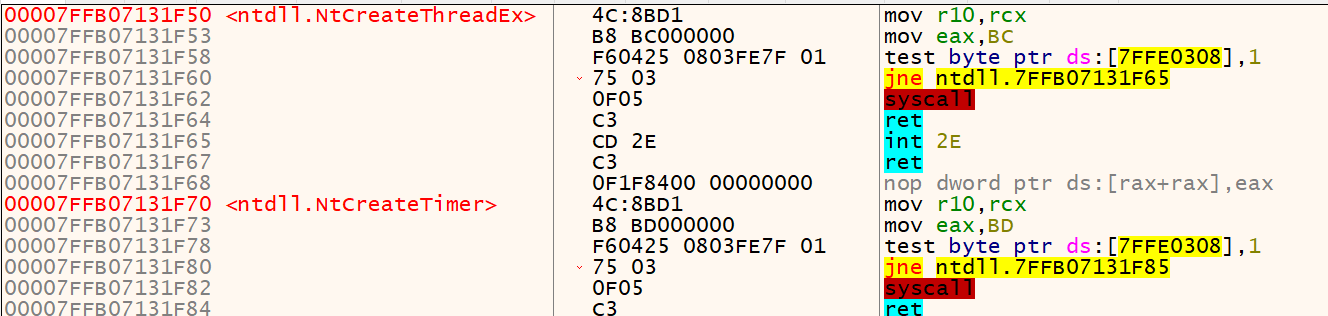 00007FFB07131F50 <ntdll.NtCreateThreadEx> 4C:8BD1 mov r10,rcx
00007FFB07131F53 B8 BC000000 mov eax,BC
00007FFB07131F58 F60425 0803FE7F 01 test byte ptr ds:[7FFE0308],1
00007FFB07131F60 75 03 jne ntdll.7FFB07131F65
00007FFB07131F62 0F05 syscall
00007FFB07131F64 C3 ret
00007FFB07131F65 CD 2E int 2E
00007FFB07131F67 C3 ret
00007FFB07131F68 0F1F8400 00000000 nop dword ptr ds:[rax+rax],eax
00007FFB07131F70 <ntdll.NtCreateTimer> 4C:8BD1 mov r10,rcx
00007FFB07131F73 B8 BD000000 mov eax,BD
00007FFB07131F78 F60425 0803FE7F 01 test byte ptr ds:[7FFE0308],1
00007FFB07131F80 75 03 jne ntdll.7FFB07131F85
00007FFB07131F82 0F05 syscall
00007FFB07131F84 C3 ret